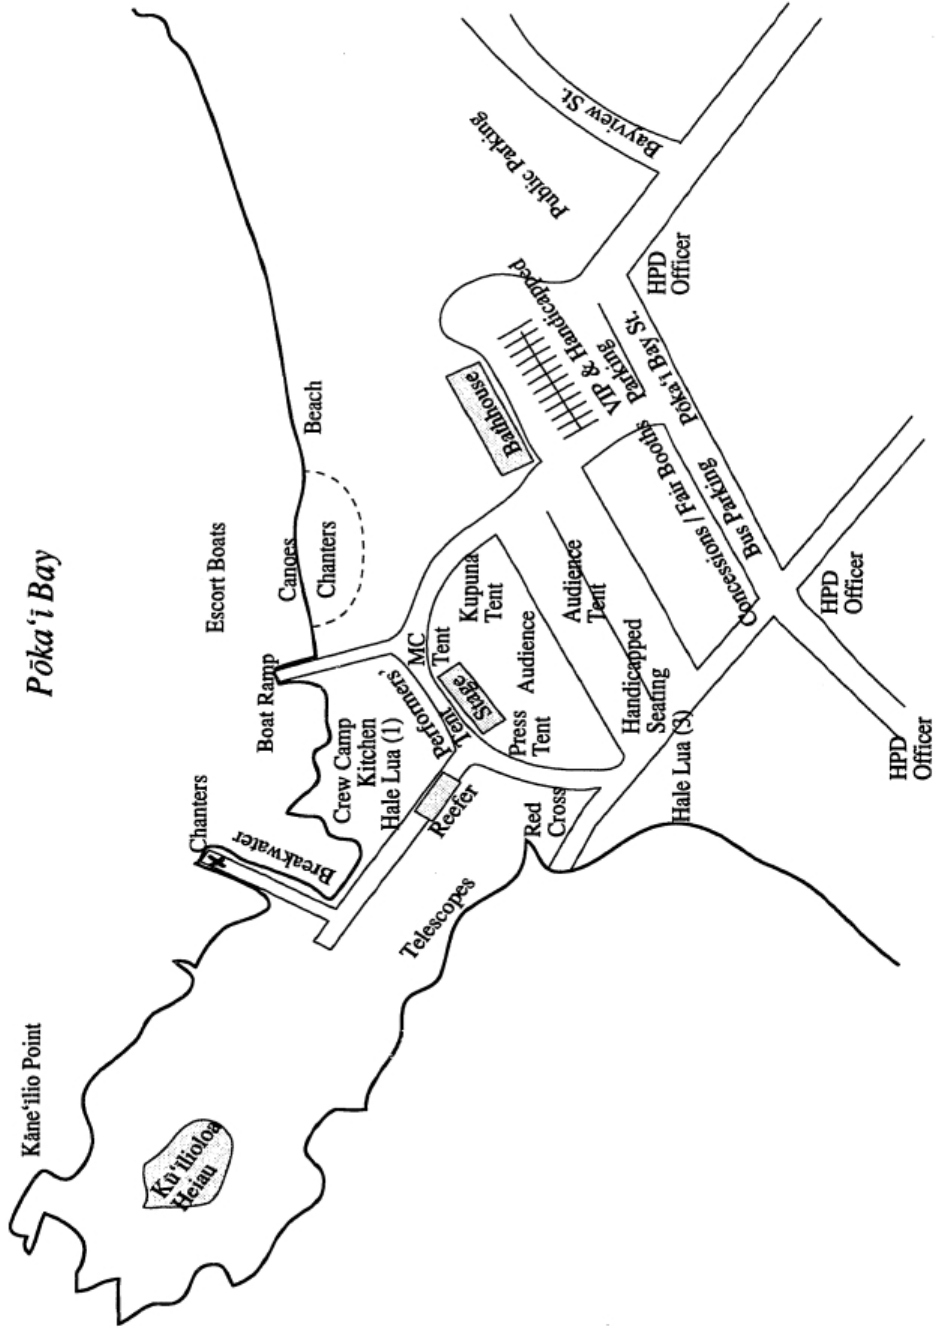 Pōka‘ī Bay
Kāne‘ilio Point
Kū‘ilioloa
Heiau
Chanters
Breakwater
Boat Ramp
Escort Boats
Canoes
Chanters
Beach
Crew Camp
Kitchen
Hale Lua (1)
Performers’
Tent
MC
Tent
Stage
Kupuna
Tent
Reefer
Press
Tent
Audience
Audience
Tent
Bathhouse
Telescopes
Red
Cross
Handicapped
Seating
Hale Lua (3)
Concessions / Fair Booths
VIP & Handicapped
Parking
Bus Parking
Pōka‘ī Bay St.
Public Parking
Bayview St.
HPD
Officer
HPD
Officer
HPD
Officer